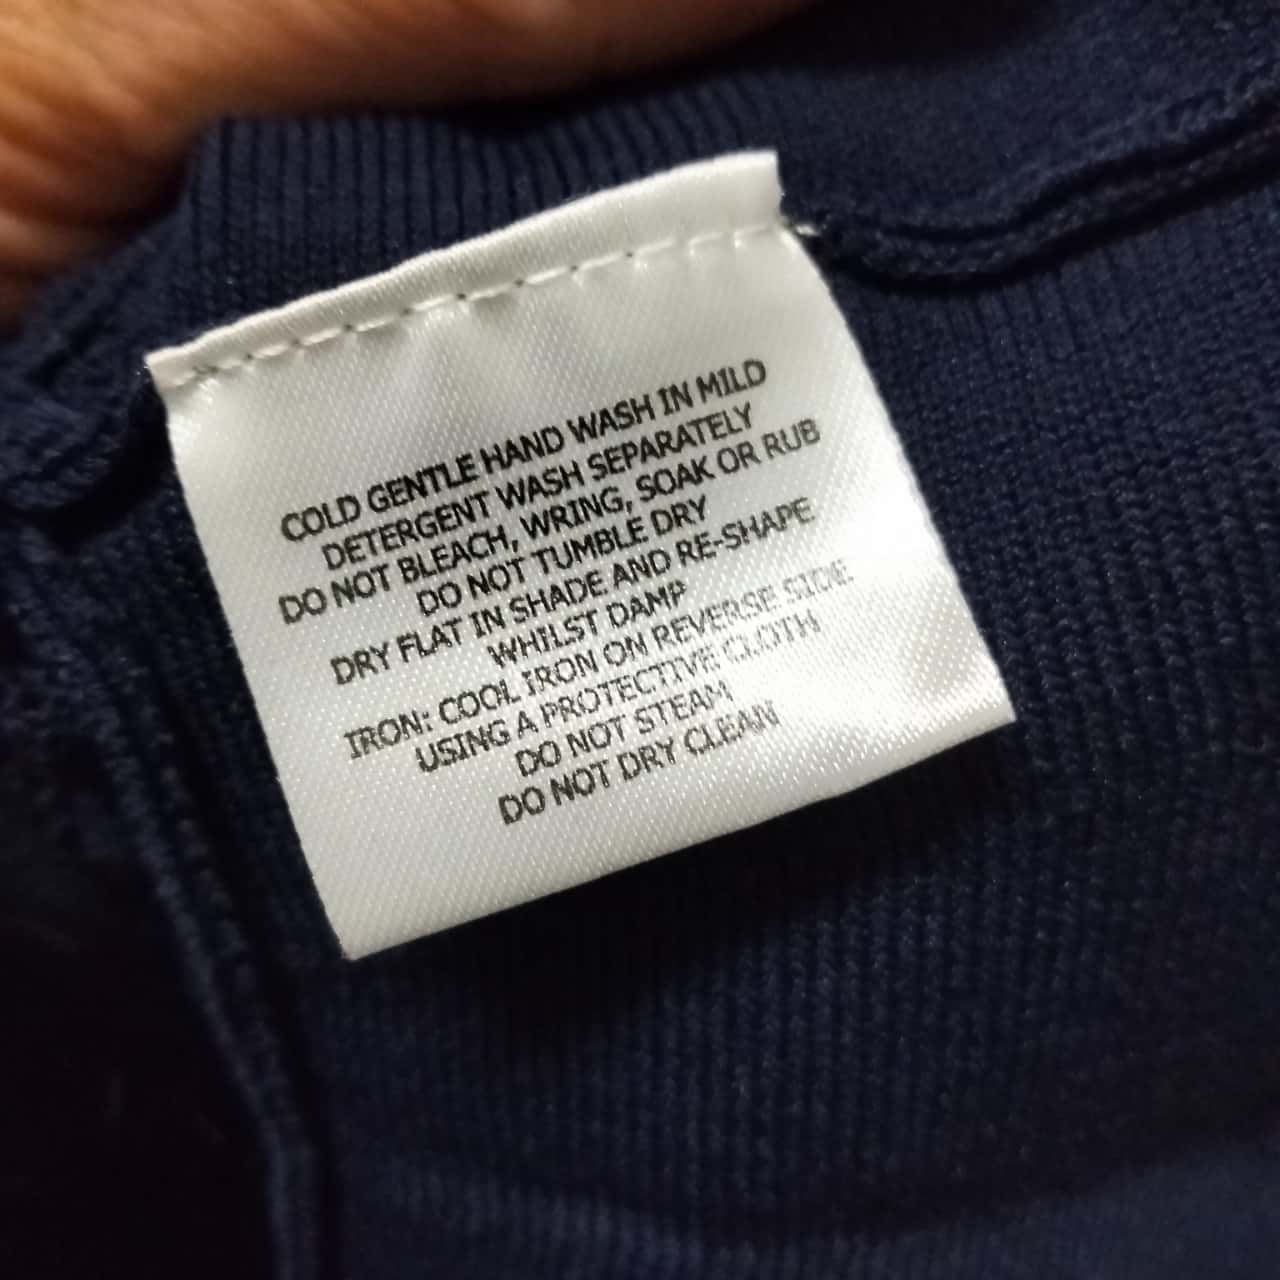 COLD GENTLE HAND WASH IN MILD
DETERGENT WASH SEPARATELY
DO NOT BLEACH, WRING, SOAK OR RUB
DO NOT TUMBLE DRY
DRY FLAT IN SHADE AND RE-SHAPE
WHILST DAMP
IRON: COOL IRON ON REVERSE SIDE
USING A PROTECTIVE CLOTH
DO NOT STEAM
DO NOT DRY CLEAN